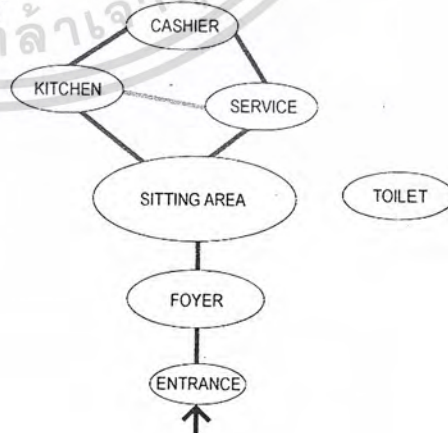 CASHIER
KITCHEN
SERVICE
SITTING AREA
TOILET
FOYER
ENTRANCE